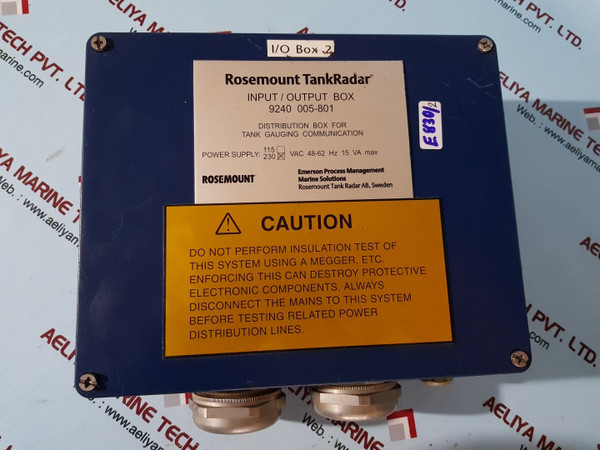 I/O Box 2
Rosemount TankRadar®
INPUT / OUTPUT BOX
9240 005-801
DISTRIBUTION BOX FOR
TANK GAUGING COMMUNICATION
POWER SUPPLY: 115 ☐
230 ☒ VAC 48-62 Hz 15 VA max
ROSEMOUNT®
Emerson Process Management
Marine Solutions
Rosemount Tank Radar AB, Sweden
E830/2
CAUTION
DO NOT PERFORM INSULATION TEST OF
THIS SYSTEM USING A MEGGER, ETC.
ENFORCING THIS CAN DESTROY PROTECTIVE
ELECTRONIC COMPONENTS. ALWAYS
DISCONNECT THE MAINS TO THIS SYSTEM
BEFORE TESTING RELATED POWER
DISTRIBUTION LINES.
AELIYA MARINE TECH PVT. LTD.